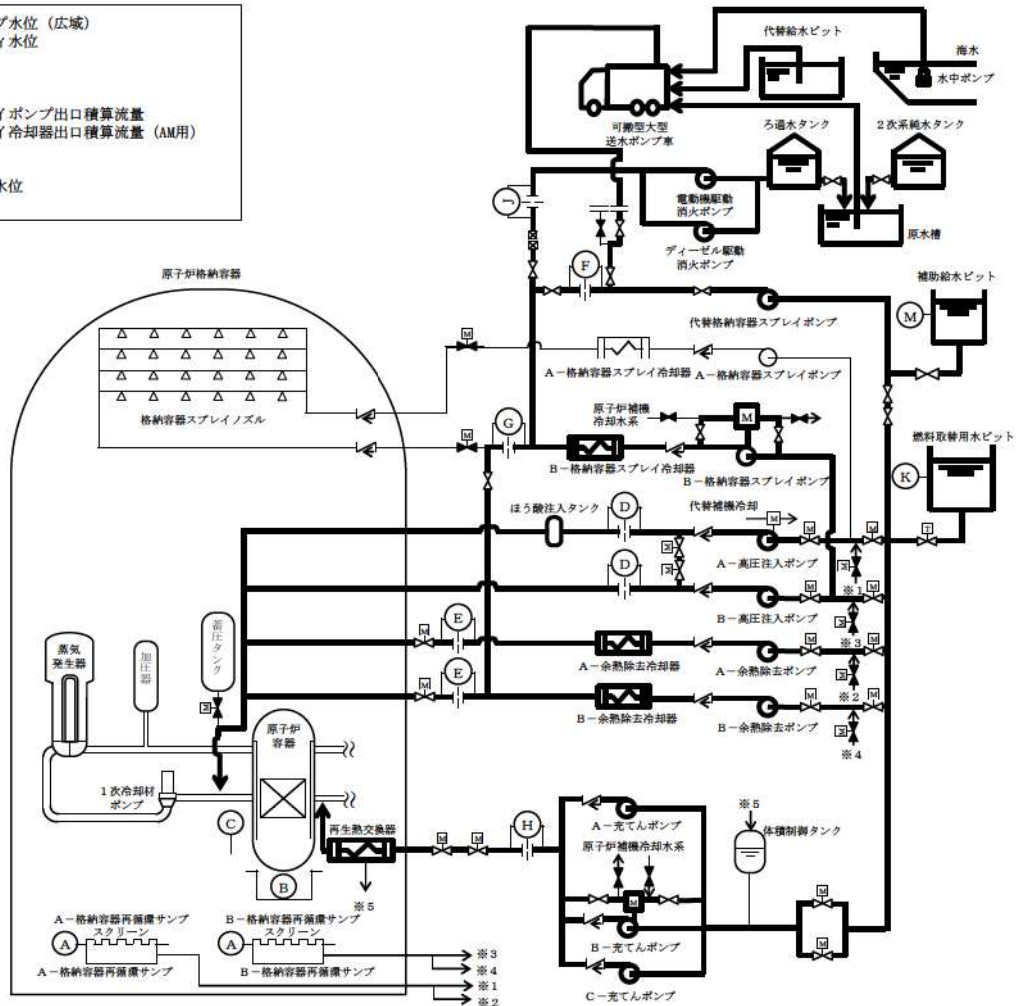 プ水位（広域）
ィ水位
イポンプ出口積算流量
イ冷却器出口積算流量（AM用）
水位
代替給水ピット
海水
水中ポンプ
可搬型大型
送水ポンプ車
ろ過水タンク
２次系純水タンク
電動機駆動
消火ポンプ
J
原水槽
ディーゼル駆動
消火ポンプ
原子炉格納容器
F
補助給水ピット
M
代替格納容器スプレイポンプ
M
A－格納容器スプレイ冷却器
A－格納容器スプレイポンプ
格納容器スプレイノズル
原子炉補機
冷却水系
M
G
M
燃料取替用水ピット
B－格納容器スプレイ冷却器
B－格納容器スプレイポンプ
K
ほう酸注入タンク
D
代替補機冷却
M
M
M
T
A－高圧注入ポンプ
M
M
M
※1
D
M
M
B－高圧注入ポンプ
M
※3
蓄圧タンク
蒸気
発生器
加圧器
M
E
M
M
A－余熱除去冷却器
A－余熱除去ポンプ
M
※2
M
E
M
M
B－余熱除去冷却器
B－余熱除去ポンプ
M
※4
M
原子炉
容器
1次冷却材
ポンプ
C
再生熱交換器
M
M
H
A－充てんポンプ
※5
体積制御タンク
原子炉補機冷却水系
B
※5
M
M
M
B－充てんポンプ
A－格納容器再循環サンプ
スクリーン
B－格納容器再循環サンプ
スクリーン
A
A
A－格納容器再循環サンプ
B－格納容器再循環サンプ
※3
※4
※1
※2
C－充てんポンプ